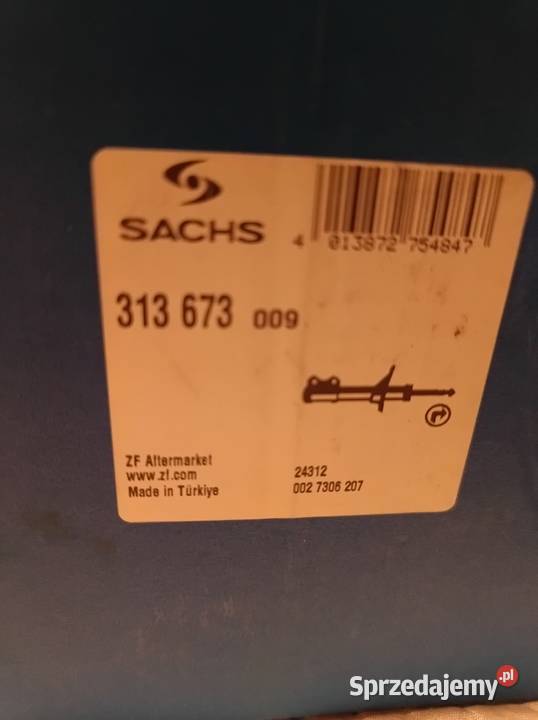 SACHS
4 013872 754847
313 673 009
ZF Aftermarket
www.zf.com
Made in Türkiye
24312
002 7306 207
Sprzedajemy.pl